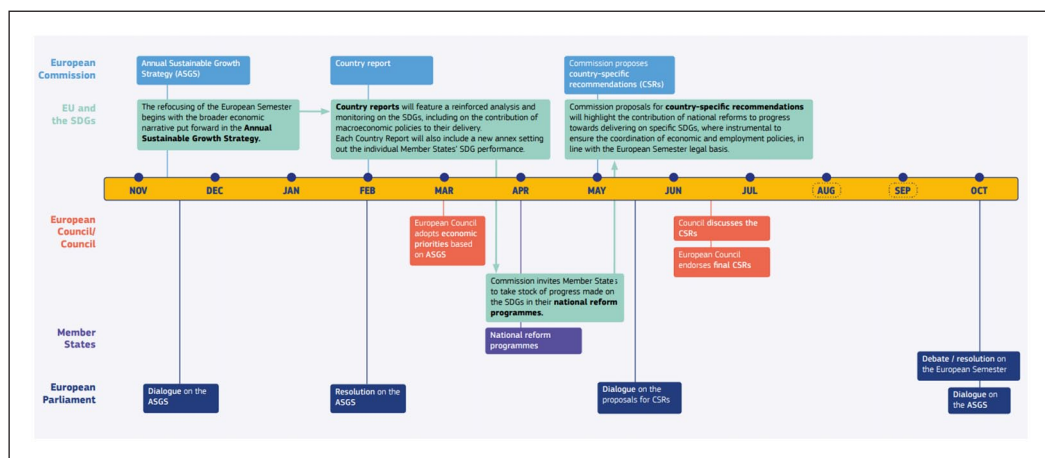 European
Commission
Annual Sustainable Growth
Strategy (ASGS)
Country report
Commission proposes
country-specific
recommendations (CSRs)
EU and
the SDGs
The refocusing of the European Semester
begins with the broader economic
narrative put forward in the Annual
Sustainable Growth Strategy.
Country reports will feature a reinforced analysis
and monitoring on the SDGs, including on the contribution of
macroeconomic policies to their delivery.
Each Country Report will also include a new annex setting
out the individual Member States' SDG performance.
Commission proposals for country-specific recommendations
will highlight the contribution of national reforms to progress
towards delivering on specific SDGs, where instrumental to
ensure the coordination of economic and employment policies, in
line with the European Semester legal basis.
NOV DEC JAN FEB MAR APR MAY JUN JUL AUG SEP OCT
European
Council/
Council
European Council
adopts economic
priorities based
on ASGS
Council discusses the
CSRs
European Council
endorses final CSRs
Commission invites Member States
to take stock of progress made on
the SDGs in their national reform
programmes.
Member
States
National reform
programmes
European
Parliament
Dialogue on the
ASGS
Resolution on the
ASGS
Dialogue on the
proposals for CSRs
Debate / resolution on
the European Semester
Dialogue on
the ASGS